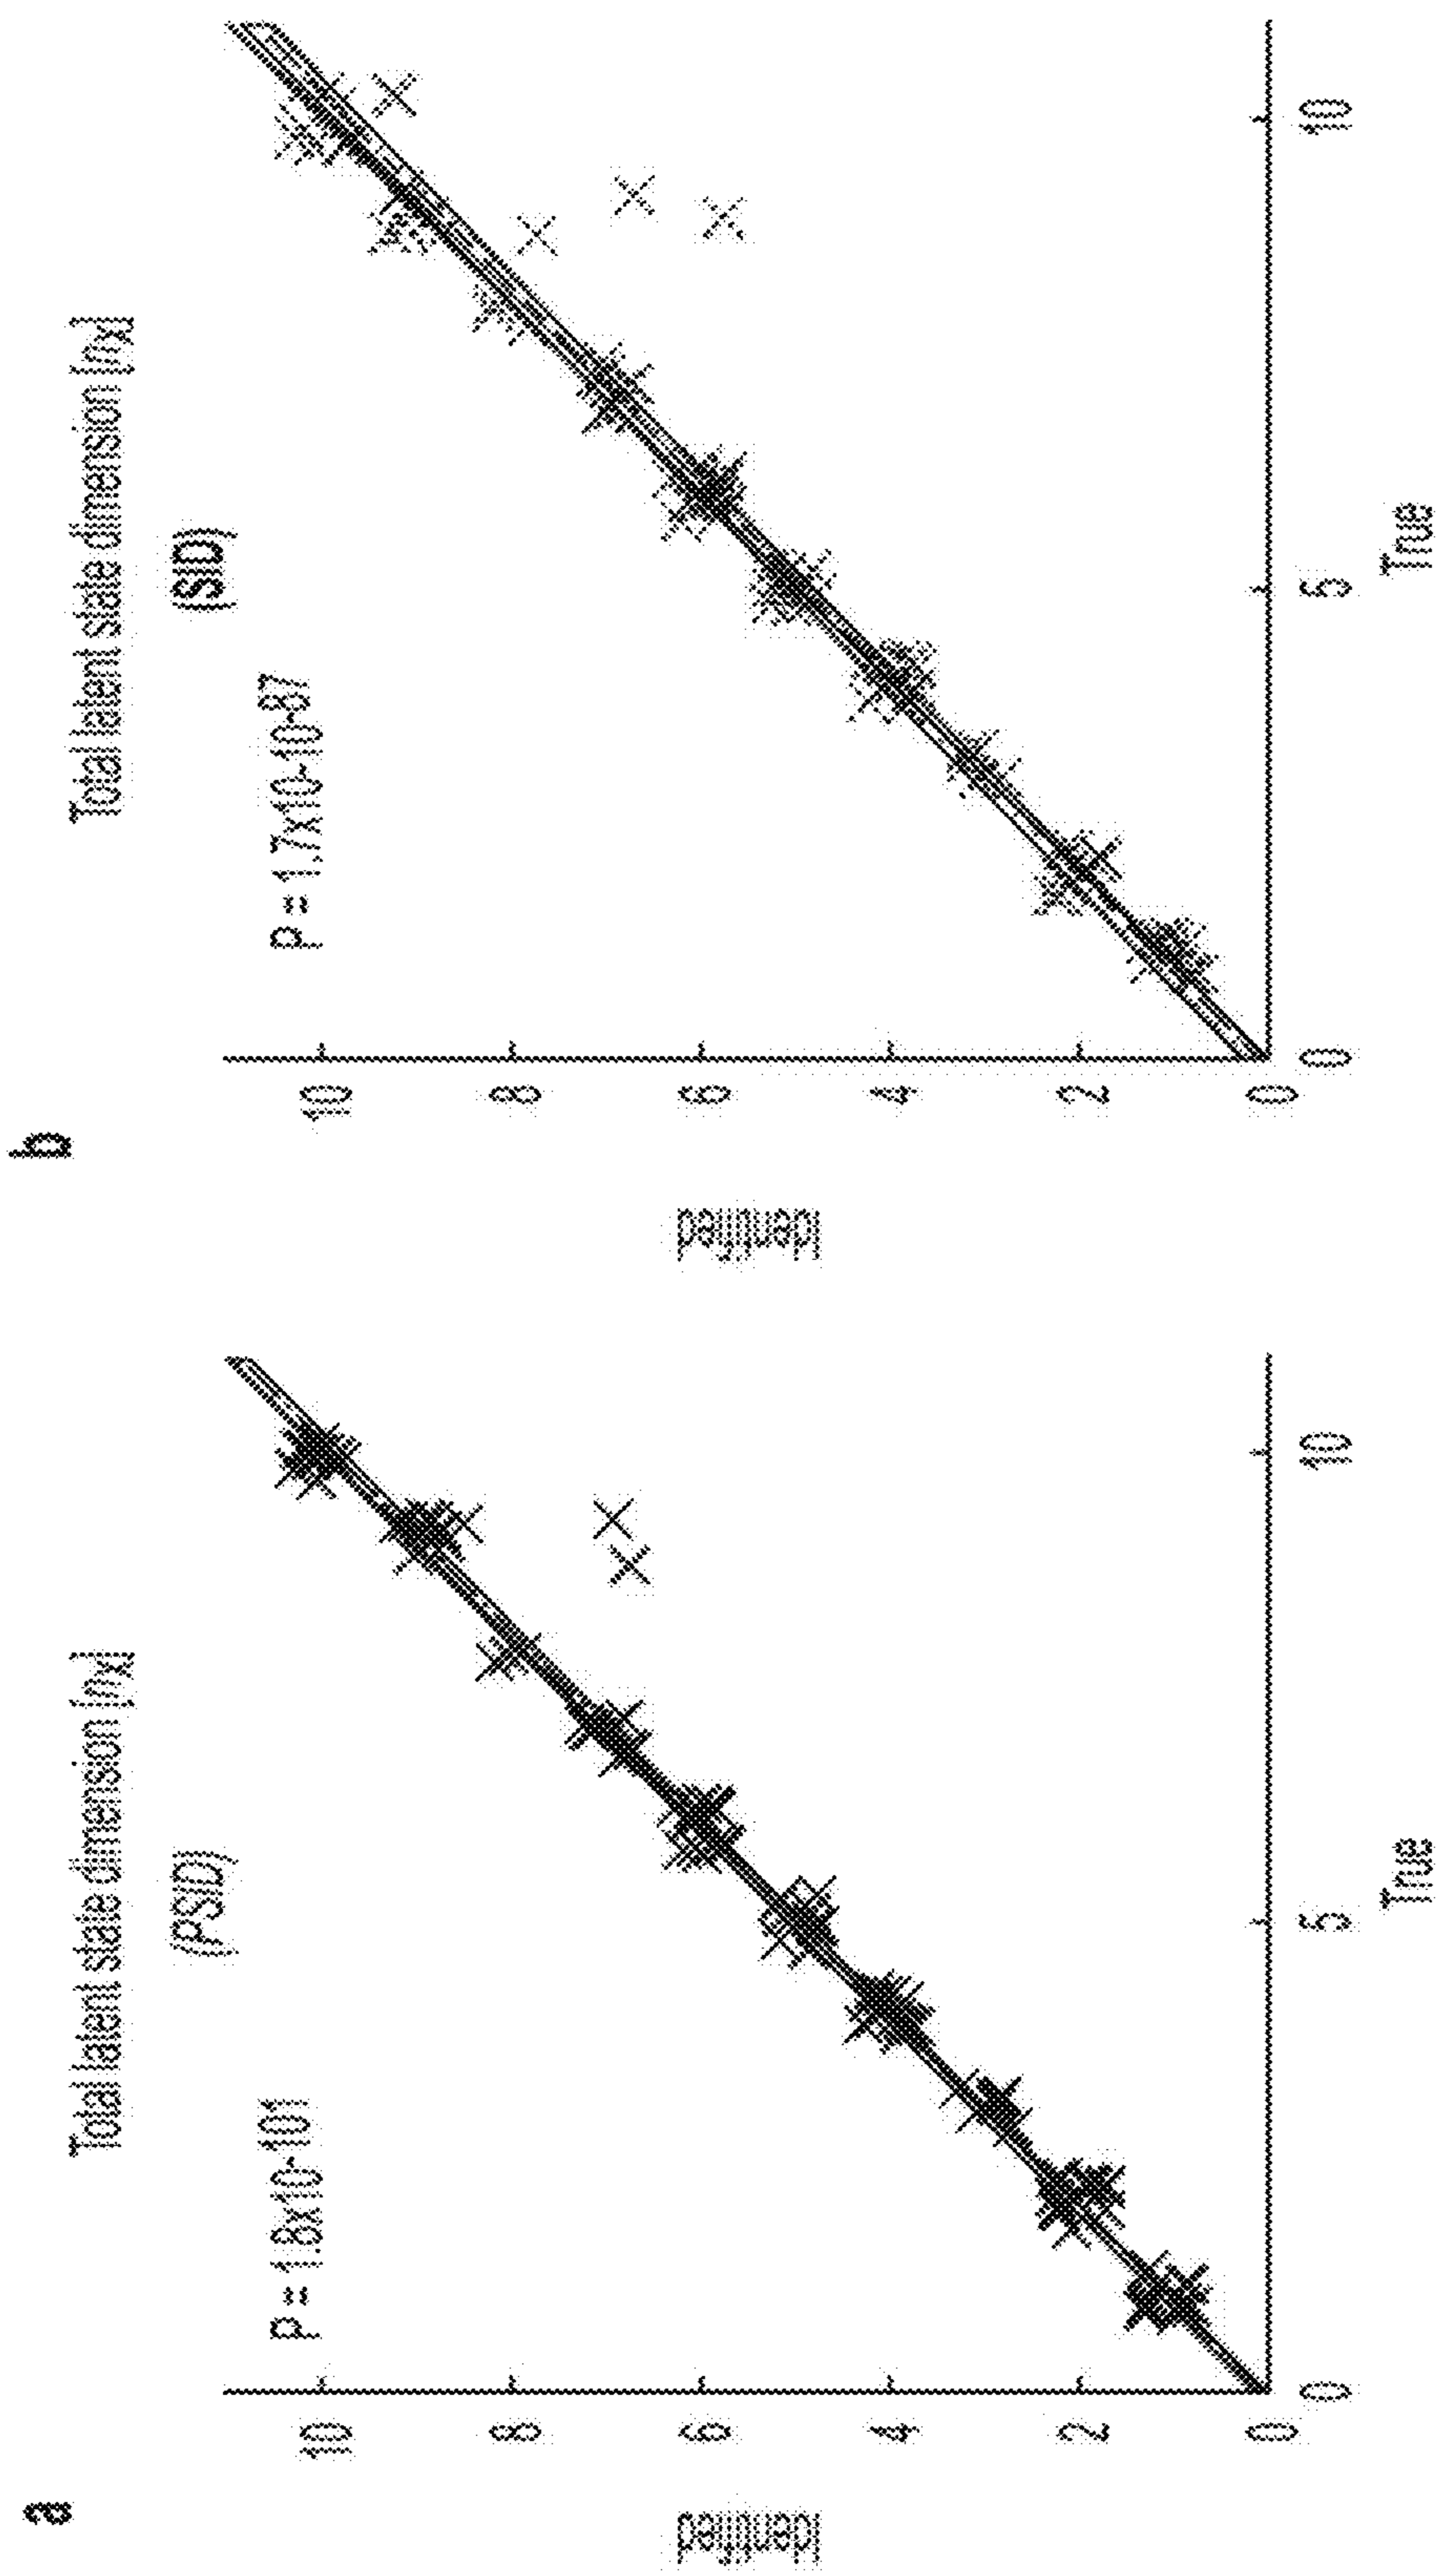 a
Total latent state dimension [nx]
(PSID)
P = 1.8x10-101
Identified
10
8
6
4
2
0
0
5
10
True
b
Total latent state dimension [nx]
(SID)
P = 1.7x10-10-87
Identified
10
8
6
4
2
0
0
5
10
True